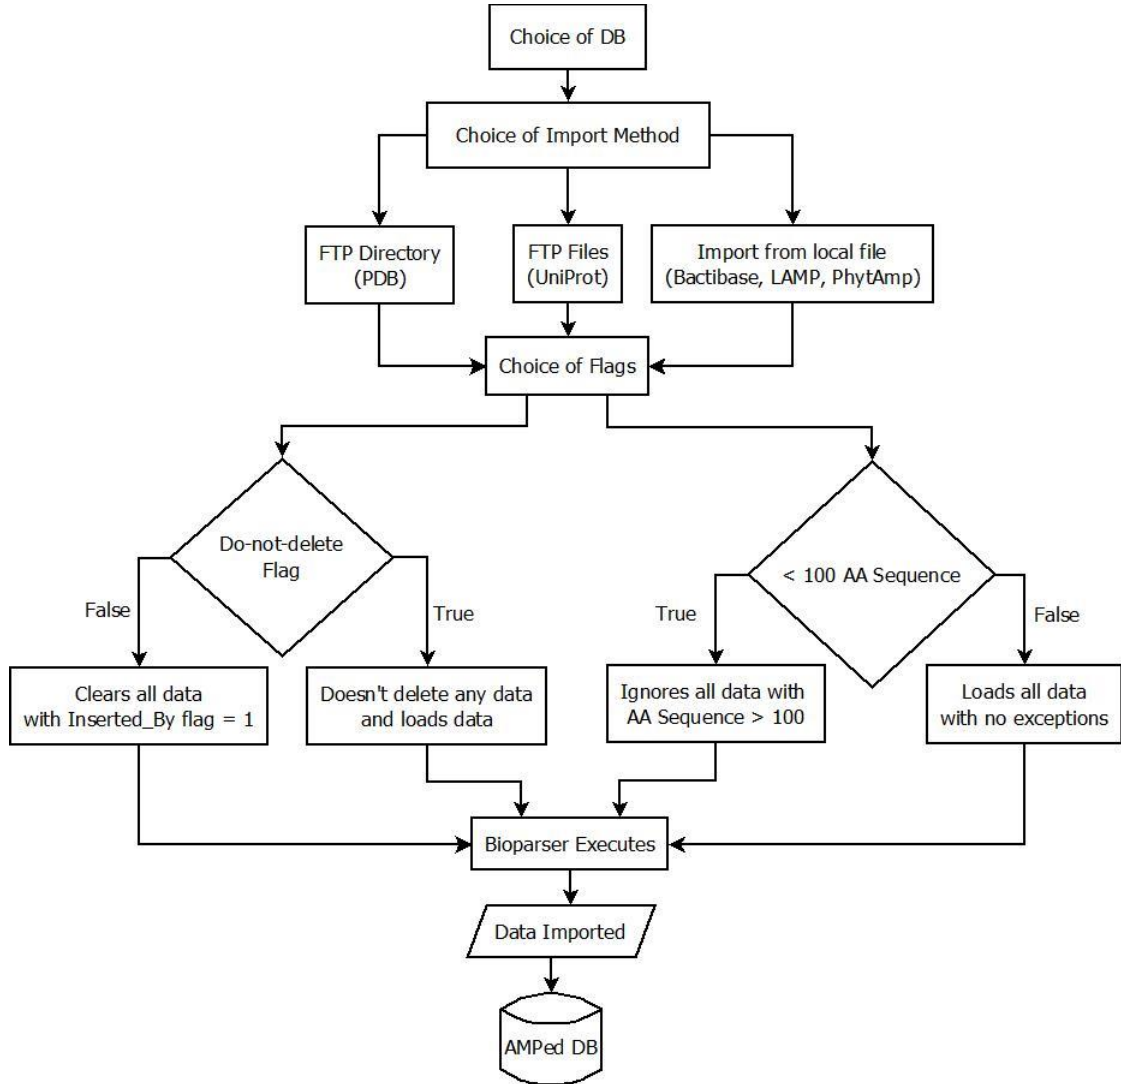 Choice of DB
Choice of Import Method
FTP Directory
(PDB)
FTP Files
(UniProt)
Import from local file
(Bactibase, LAMP, PhytAmp)
Choice of Flags
Do-not-delete
Flag
< 100 AA Sequence
False
True
True
False
Clears all data
with Inserted_By flag = 1
Doesn't delete any data
and loads data
Ignores all data with
AA Sequence > 100
Loads all data
with no exceptions
Bioparser Executes
Data Imported
AMPed DB